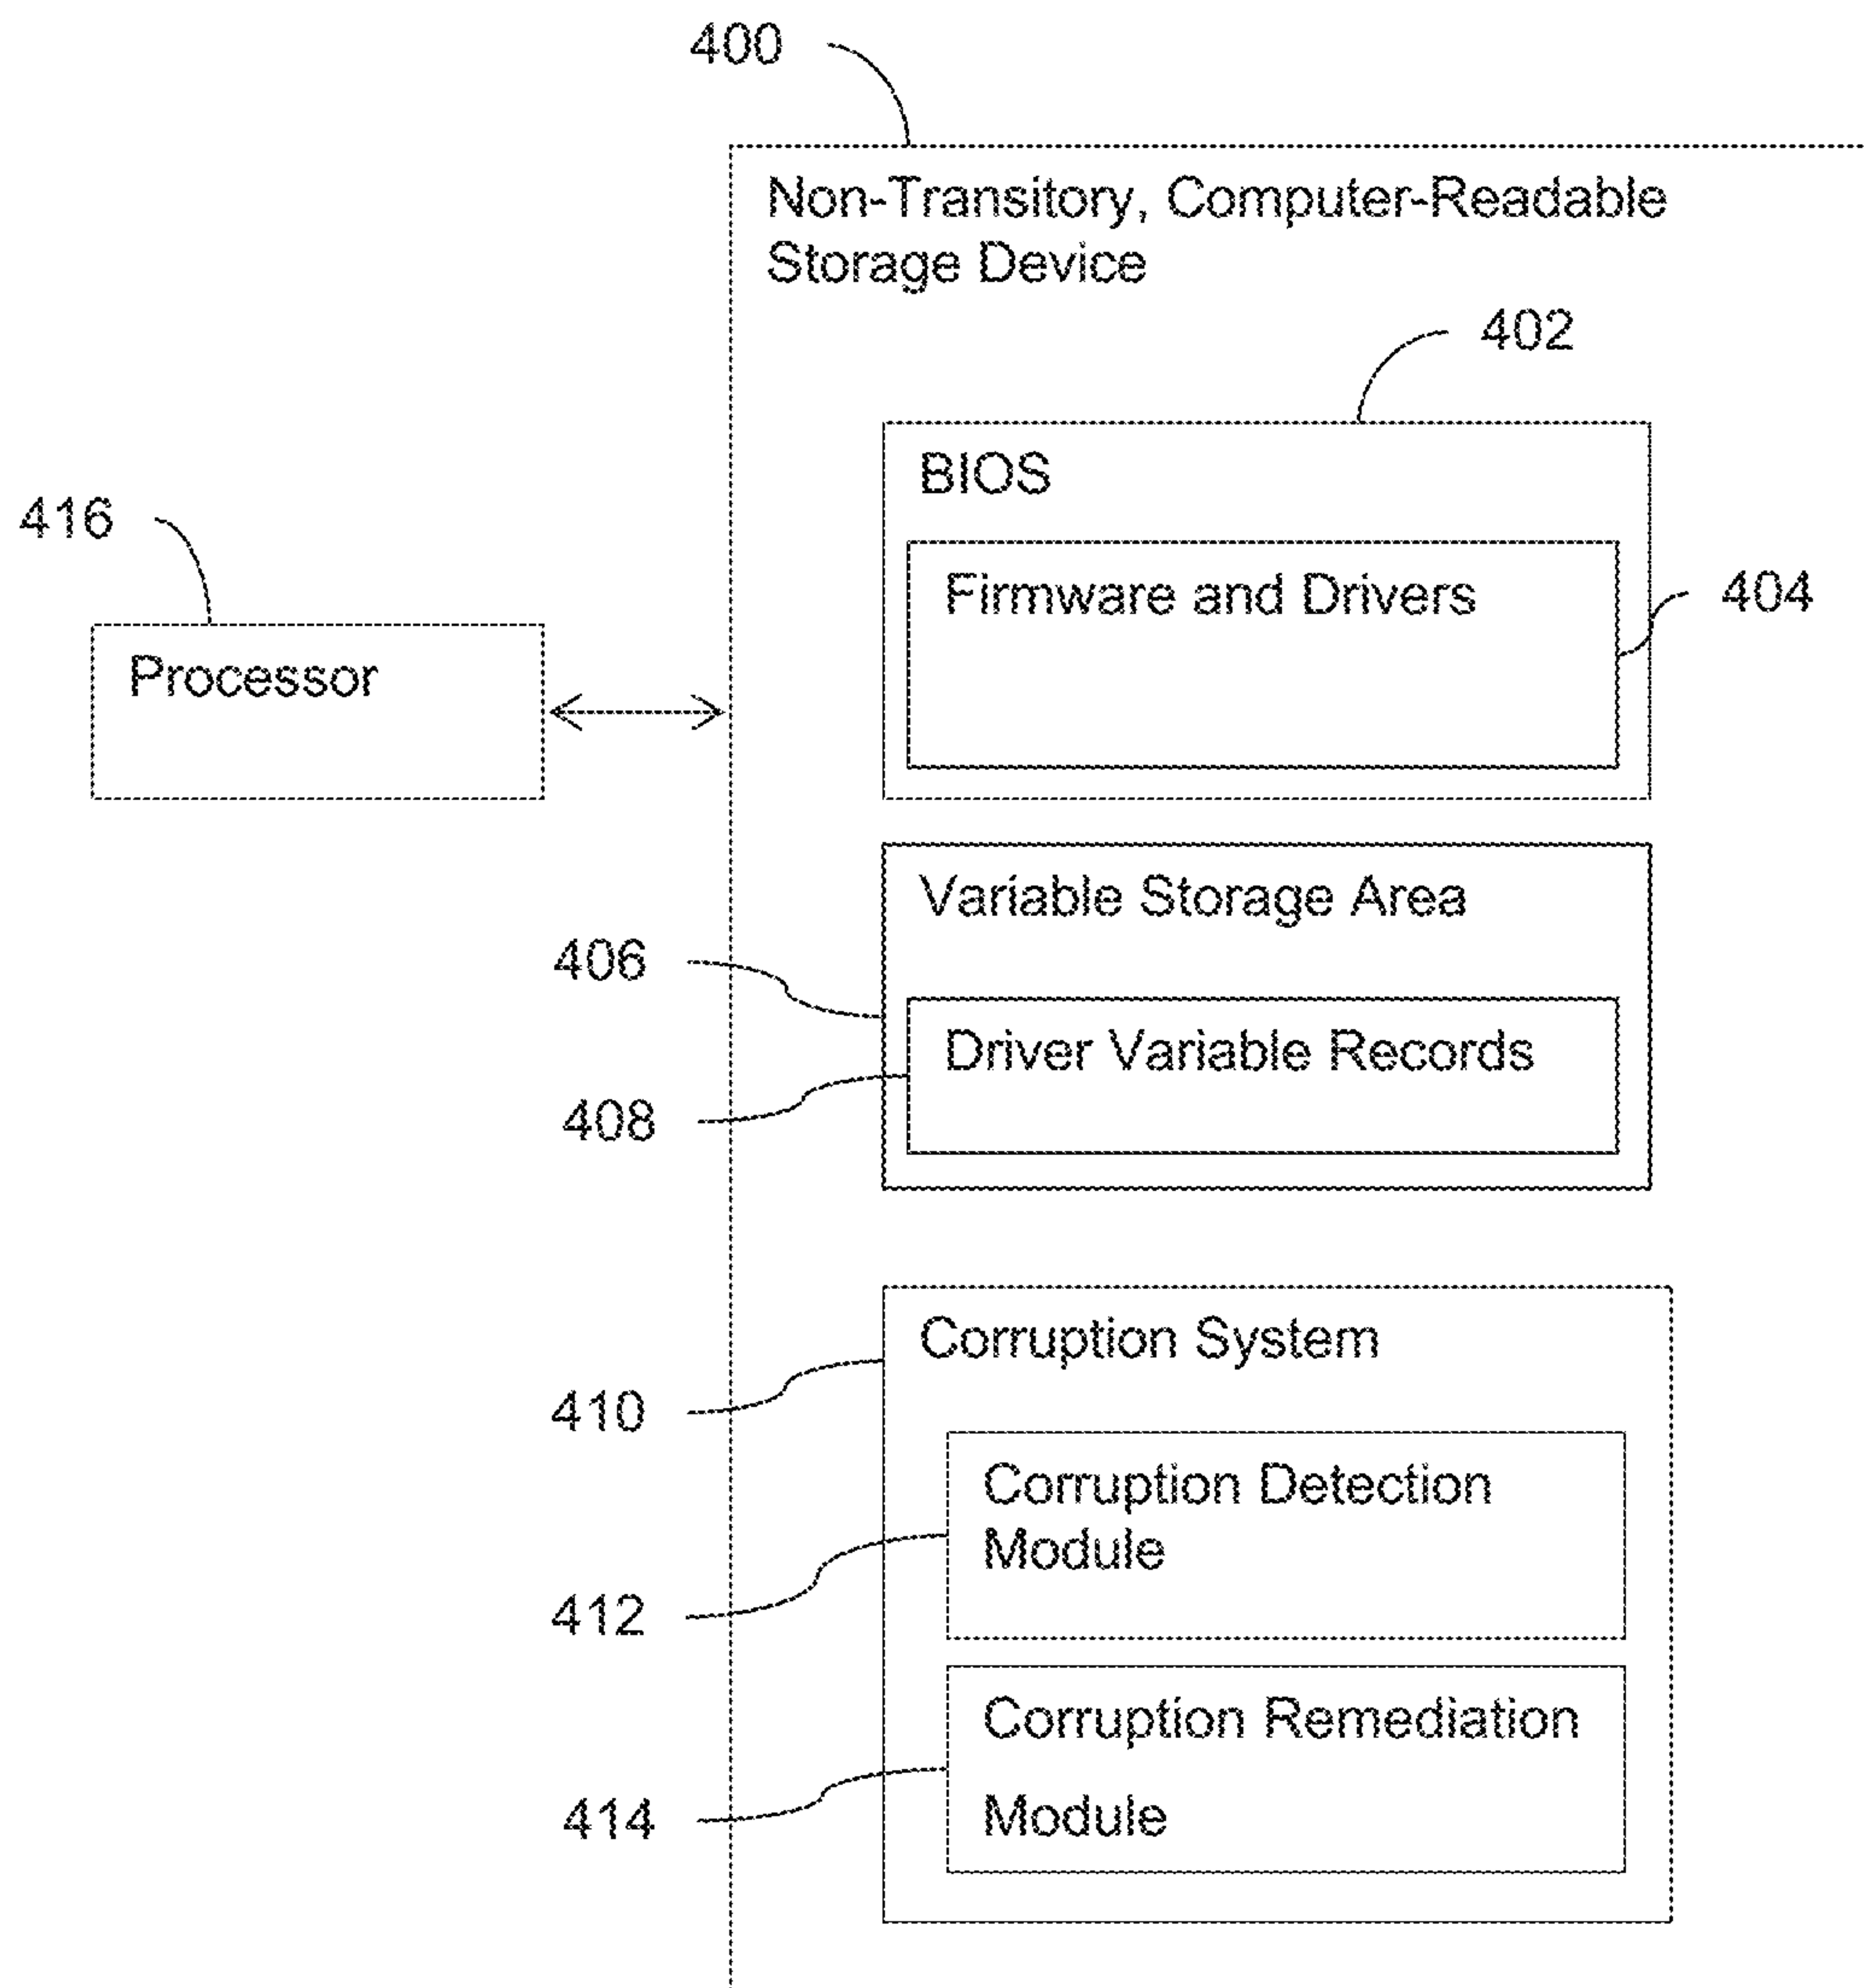 400
Non-Transitory, Computer-Readable
Storage Device
402
BIOS
416
Firmware and Drivers
404
Processor
Variable Storage Area
406
Driver Variable Records
408
Corruption System
410
Corruption Detection
Module
412
Corruption Remediation
Module
414